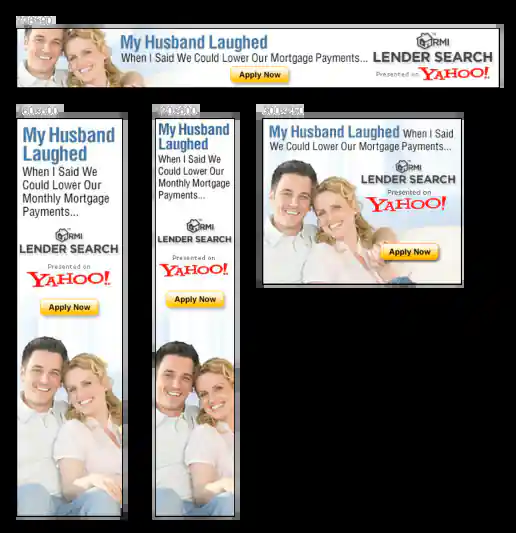 728x90
My Husband Laughed
When I Said We Could Lower Our Mortgage Payments...
Apply Now
RMI
LENDER SEARCH
Presented on
YAHOO!
160x600
My Husband
Laughed
When I Said We
Could Lower Our
Monthly Mortgage
Payments...
RMI
LENDER SEARCH
Presented on
YAHOO!
Apply Now
120x600
My Husband
Laughed
When I Said We
Could Lower Our
Monthly Mortgage
Payments...
RMI
LENDER SEARCH
Presented on
YAHOO!
Apply Now
300x250
My Husband Laughed When I Said
We Could Lower Our Mortgage Payments...
RMI
LENDER SEARCH
Presented on
YAHOO!
Apply Now